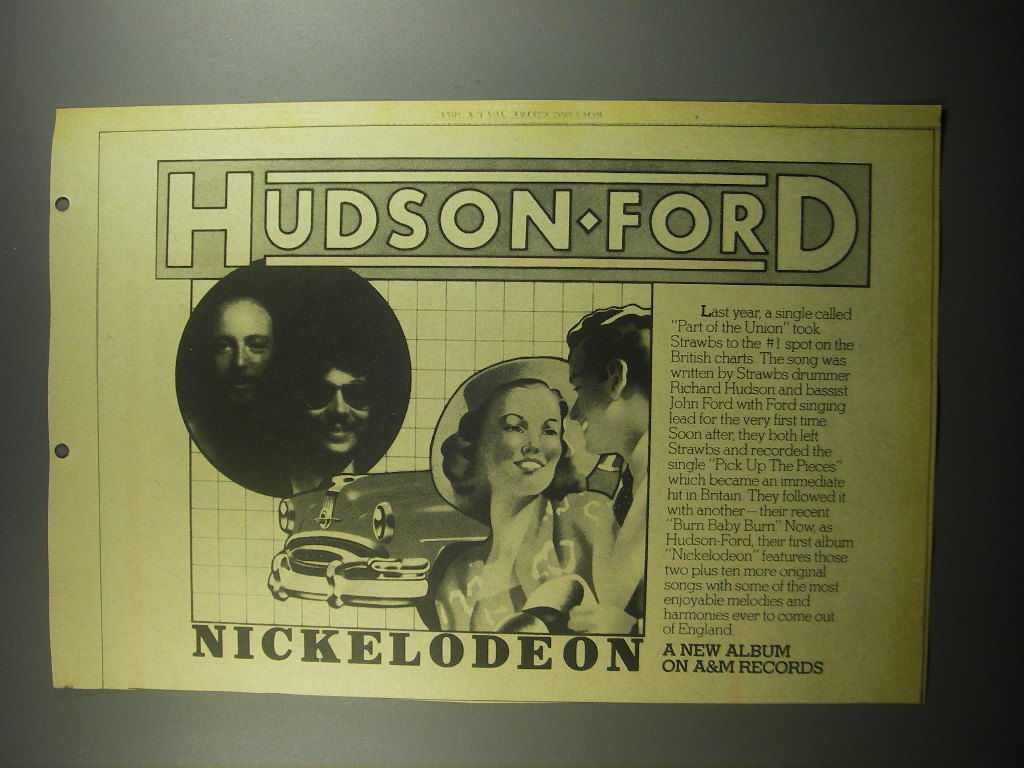 HUDSON·FORD
Last year, a single called
"Part of the Union" took
Strawbs to the #1 spot on the
British charts. The song was
written by Strawbs drummer
Richard Hudson and bassist
John Ford with Ford singing
lead for the very first time.
Soon after, they both left
Strawbs and recorded the
single "Pick Up The Pieces"
which became an immediate
hit in Britain. They followed it
with another—their recent
"Burn Baby Burn." Now, as
Hudson-Ford, their first album
"Nickelodeon" features those
two plus ten more original
songs with some of the most
enjoyable melodies and
harmonies ever to come out
of England.
NICKELODEON
A NEW ALBUM
ON A&M RECORDS